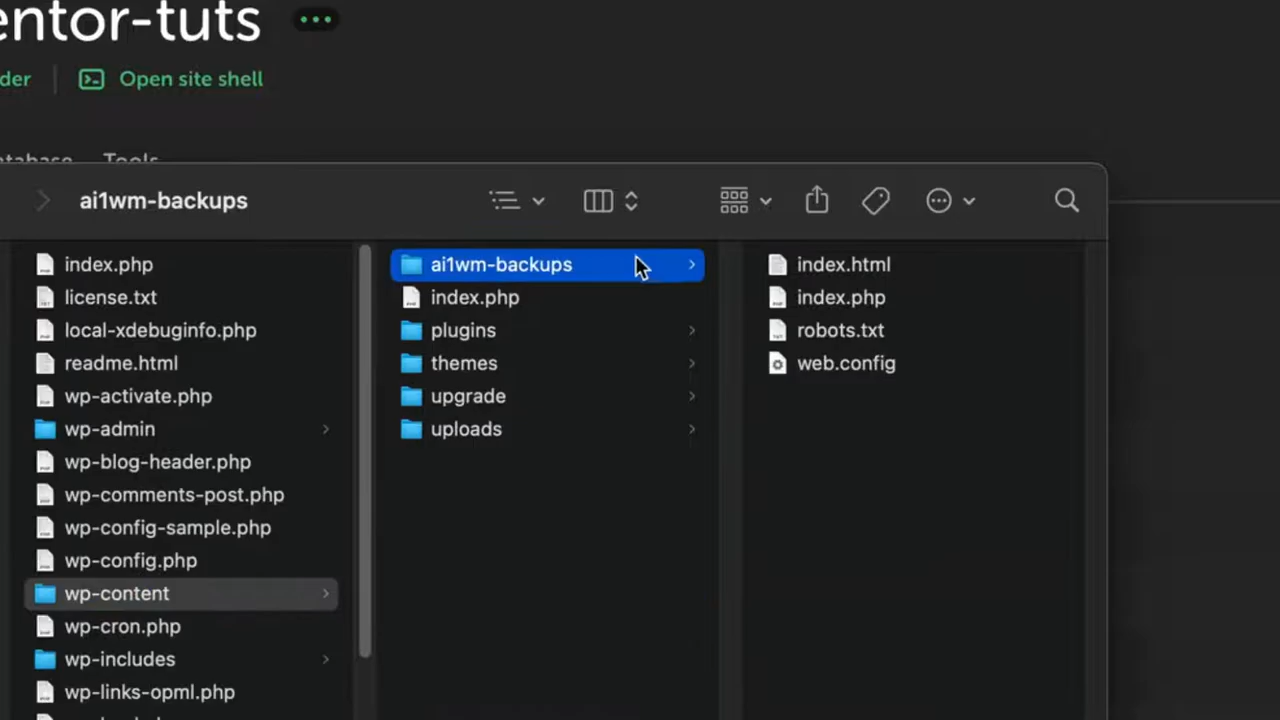 entor-tuts
der
Open site shell
atabase
Tools
ai1wm-backups
index.php
license.txt
local-xdebuginfo.php
readme.html
wp-activate.php
wp-admin
wp-blog-header.php
wp-comments-post.php
wp-config-sample.php
wp-config.php
wp-content
wp-cron.php
wp-includes
wp-links-opml.php
ai1wm-backups
index.php
plugins
themes
upgrade
uploads
index.html
index.php
robots.txt
web.config